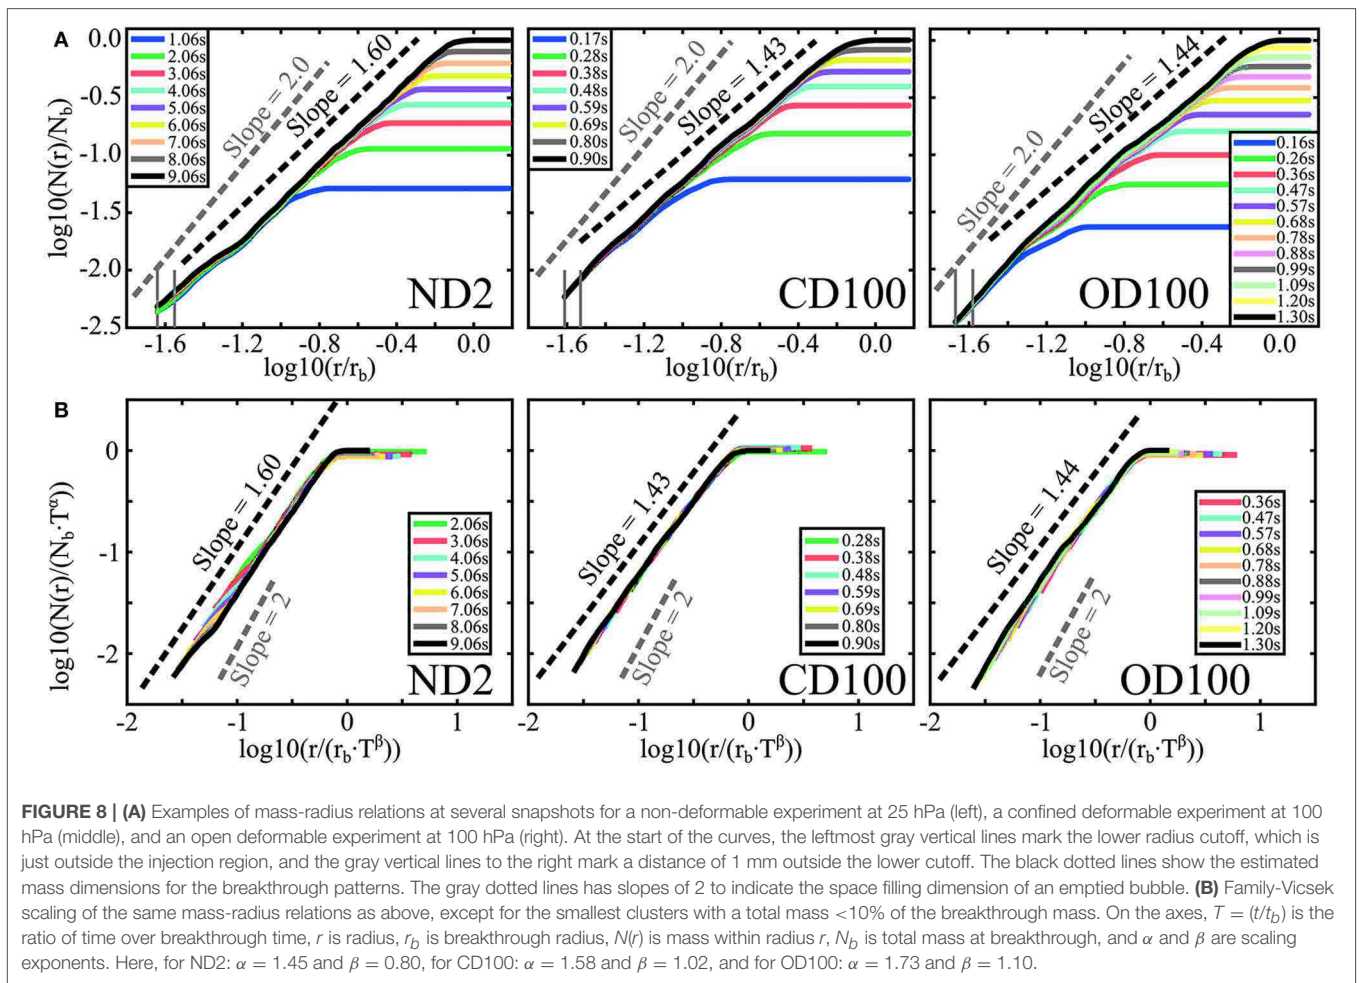 A
0.0
-0.5
-1.0
-1.5
-2.0
-2.5
log10(N(r)/N_b)
1.06s
2.06s
3.06s
4.06s
5.06s
6.06s
7.06s
8.06s
9.06s
Slope = 2.0
Slope = 1.60
ND2
-1.6 -1.2 -0.8 -0.4 0.0
log10(r/r_b)
0.17s
0.28s
0.38s
0.48s
0.59s
0.69s
0.80s
0.90s
Slope = 2.0
Slope = 1.43
CD100
-1.6 -1.2 -0.8 -0.4 0.0
log10(r/r_b)
Slope = 2.0
Slope = 1.44
0.16s
0.26s
0.36s
0.47s
0.57s
0.68s
0.78s
0.88s
0.99s
1.09s
1.20s
1.30s
OD100
-1.6 -1.2 -0.8 -0.4 0.0
log10(r/r_b)
B
0
-1
-2
log10(N(r)/(N_b·T^α))
Slope = 1.60
Slope = 2
2.06s
3.06s
4.06s
5.06s
6.06s
7.06s
8.06s
9.06s
ND2
-2 -1 0 1
log10(r/(r_b·T^β))
Slope = 1.43
Slope = 2
0.28s
0.38s
0.48s
0.59s
0.69s
0.80s
0.90s
CD100
-2 -1 0 1
log10(r/(r_b·T^β))
Slope = 1.44
Slope = 2
0.36s
0.47s
0.57s
0.68s
0.78s
0.88s
0.99s
1.09s
1.20s
1.30s
OD100
-2 -1 0 1
log10(r/(r_b·T^β))
FIGURE 8 | (A) Examples of mass-radius relations at several snapshots for a non-deformable experiment at 25 hPa (left), a confined deformable experiment at 100
hPa (middle), and an open deformable experiment at 100 hPa (right). At the start of the curves, the leftmost gray vertical lines mark the lower radius cutoff, which is
just outside the injection region, and the gray vertical lines to the right mark a distance of 1 mm outside the lower cutoff. The black dotted lines show the estimated
mass dimensions for the breakthrough patterns. The gray dotted lines has slopes of 2 to indicate the space filling dimension of an emptied bubble. (B) Family-Vicsek
scaling of the same mass-radius relations as above, except for the smallest clusters with a total mass <10% of the breakthrough mass. On the axes, T = (t/t_b) is the
ratio of time over breakthrough time, r is radius, r_b is breakthrough radius, N(r) is mass within radius r, N_b is total mass at breakthrough, and α and β are scaling
exponents. Here, for ND2: α = 1.45 and β = 0.80, for CD100: α = 1.58 and β = 1.02, and for OD100: α = 1.73 and β = 1.10.